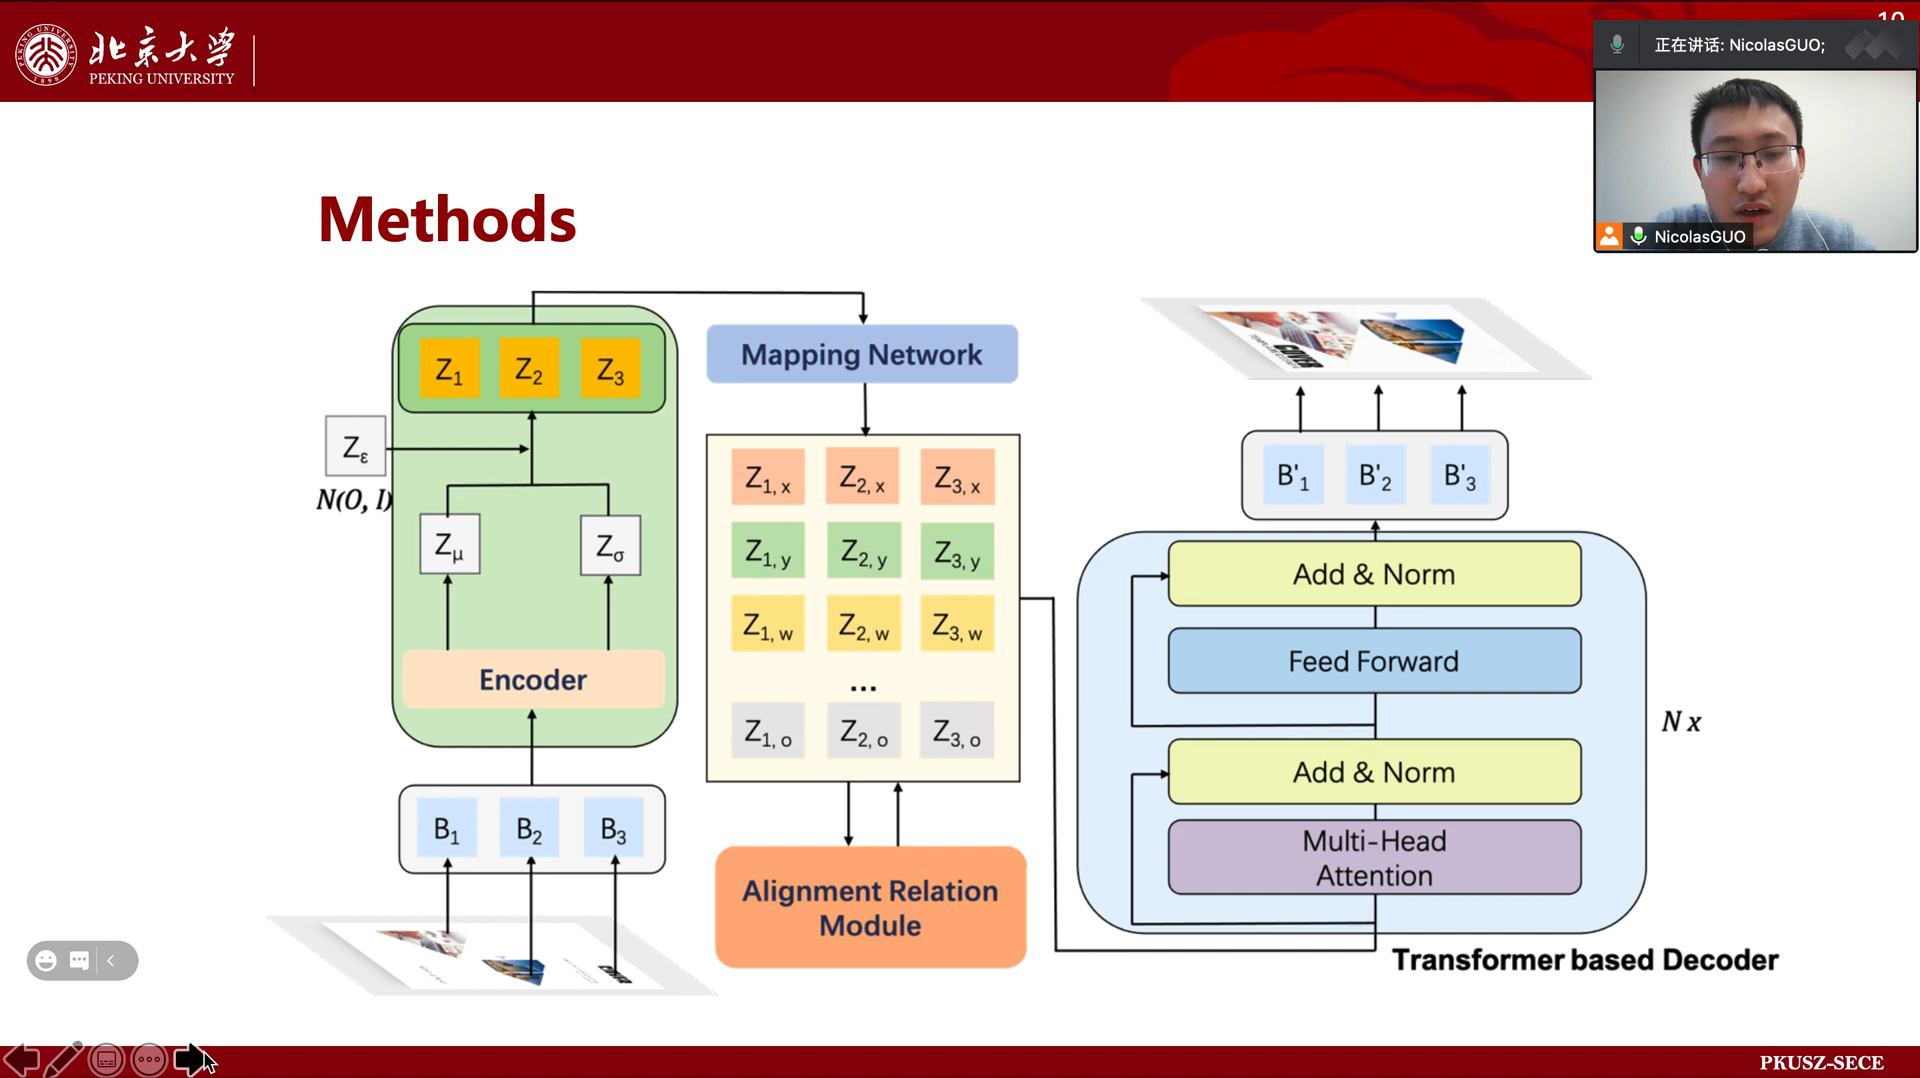 北京大学
PEKING UNIVERSITY
正在讲话: NicolasGUO;
NicolasGUO
Methods
Z1 Z2 Z3
Zε
N(O, I)
Zμ Zσ
Encoder
B1 B2 B3
Mapping Network
Z1, x Z2, x Z3, x
Z1, y Z2, y Z3, y
Z1, w Z2, w Z3, w
...
Z1, o Z2, o Z3, o
Alignment Relation
Module
COVER
B'1 B'2 B'3
Add & Norm
Feed Forward
N x
Add & Norm
Multi-Head
Attention
Transformer based Decoder
PKUSZ-SECE